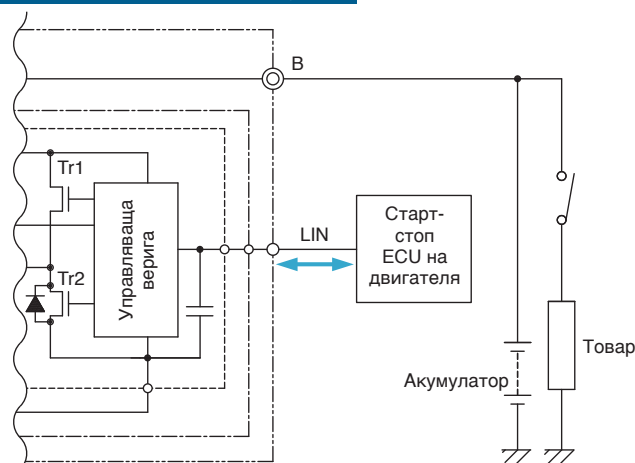 B
Tr1
Tr2
Управляваща
верига
LIN
Старт-
стоп
ECU на
двигателя
Акумулатор
Товар